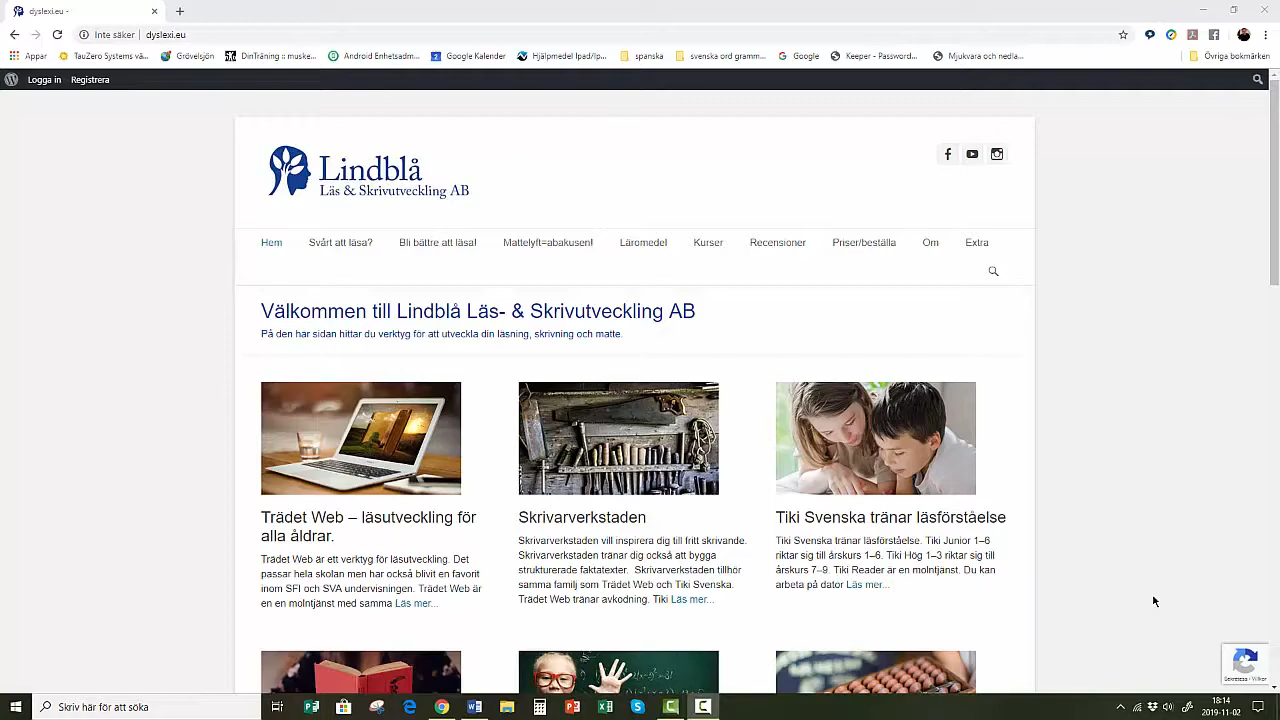 dyslexi.eu -
Inte säker | dyslexi.eu
Appar TauZero Systems vä... Grövelsjön DinTräning :: muske... Android Enhetsadm... Google Kalender Hjälpmedel Ipad/Ip... spanska svenska ord gramm... Google Keeper - Password... Mjukvara och nedla... Övriga bokmärken
Logga in Registrera
Lindblå
Läs & Skrivutveckling AB
Hem Svårt att läsa? Bli bättre att läsa! Mattelyft=abakusen! Läromedel Kurser Recensioner Priser/beställa Om Extra
Välkommen till Lindblå Läs- & Skrivutveckling AB
På den här sidan hittar du verktyg för att utveckla din läsning, skrivning och matte.
Trädet Web – läsutveckling för
alla åldrar.
Trädet Web är ett verktyg för läsutveckling. Det
passar hela skolan men har också blivit en favorit
inom SFI och SVA undervisningen. Trädet Web är
en en molntjänst med samma Läs mer...
Skrivarverkstaden
Skrivarverkstaden vill inspirera dig till fritt skrivande.
Skrivarverkstaden tränar dig också att bygga
strukturerade faktatexter. Skrivarverkstaden tillhör
samma familj som Trädet Web och Tiki Svenska.
Trädet Web tränar avkodning. Tiki Läs mer...
Tiki Svenska tränar läsförståelse
Tiki Svenska tränar läsförståelse. Tiki Junior 1–6
riktar sig till årskurs 1–6. Tiki Hög 1–3 riktar sig till
årskurs 7–9. Tiki Reader är en molntjänst. Du kan
arbeta på dator Läs mer...
Sekretess - Villkor
Skriv här för att söka
18:14
2019-11-02